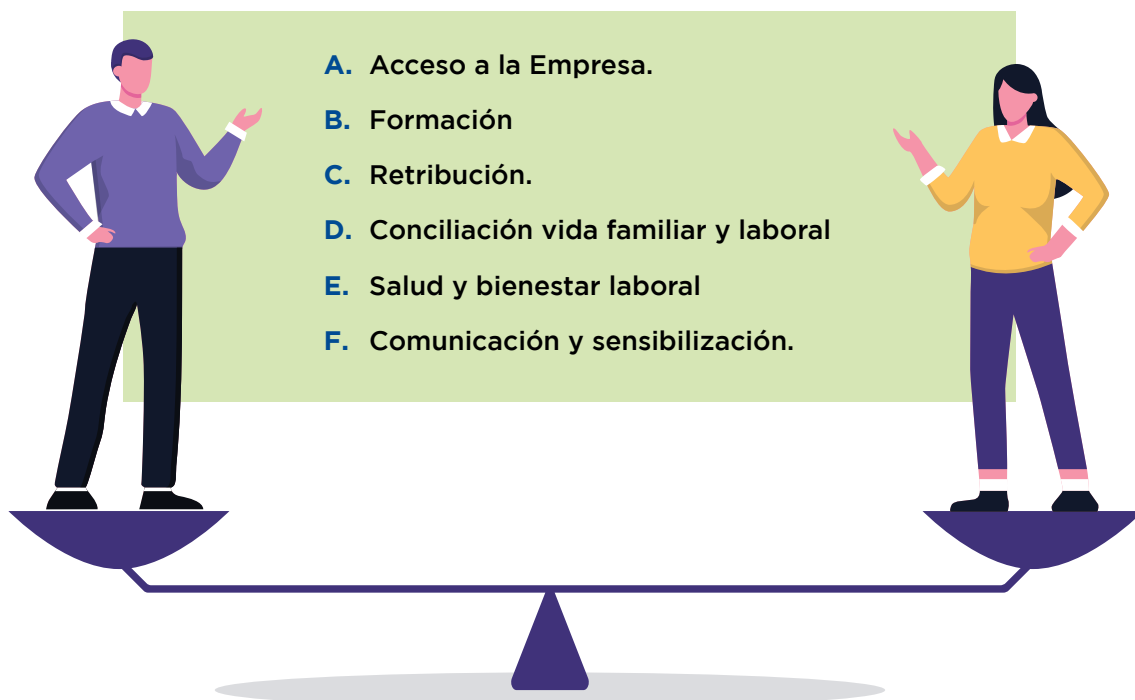 A. Acceso a la Empresa.
B. Formación
C. Retribución.
D. Conciliación vida familiar y laboral
E. Salud y bienestar laboral
F. Comunicación y sensibilización.